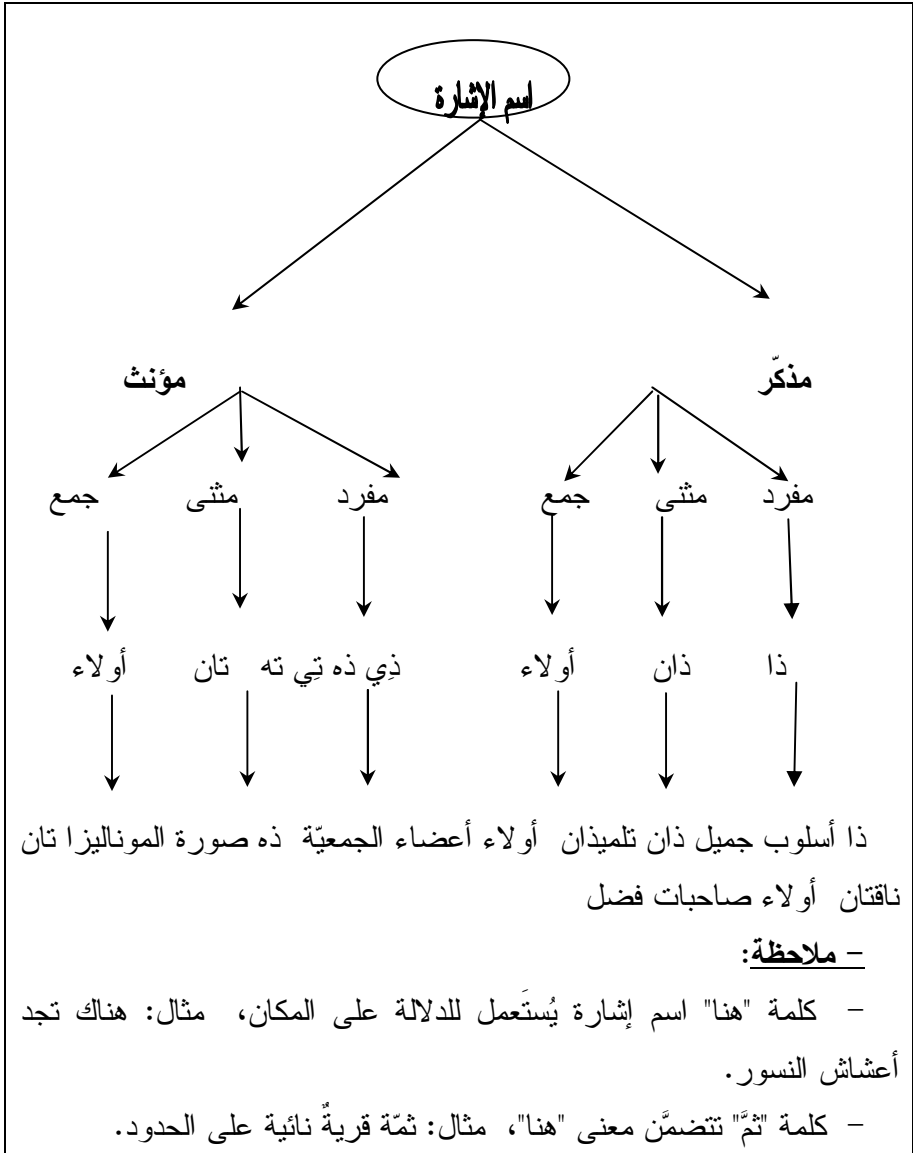 اسم الإشارة
مذكّر مؤنث
مفرد مثنى جمع مفرد مثنى جمع
ذا ذان أولاء ذِي ذه تِي ته تان أولاء
ذا أسلوب جميل ذان تلميذان أولاء أعضاء الجمعيّة ذه صورة الموناليزا تان
ناقتان أولاء صاحبات فضل
– ملاحظة:
– كلمة "هنا" اسم إشارة يُستَعمل للدلالة على المكان، مثال: هناك تجد
أعشاش النسور.
– كلمة "ثمَّ" تتضمَّن معنى "هنا"، مثال: ثمّة قريةٌ نائية على الحدود.